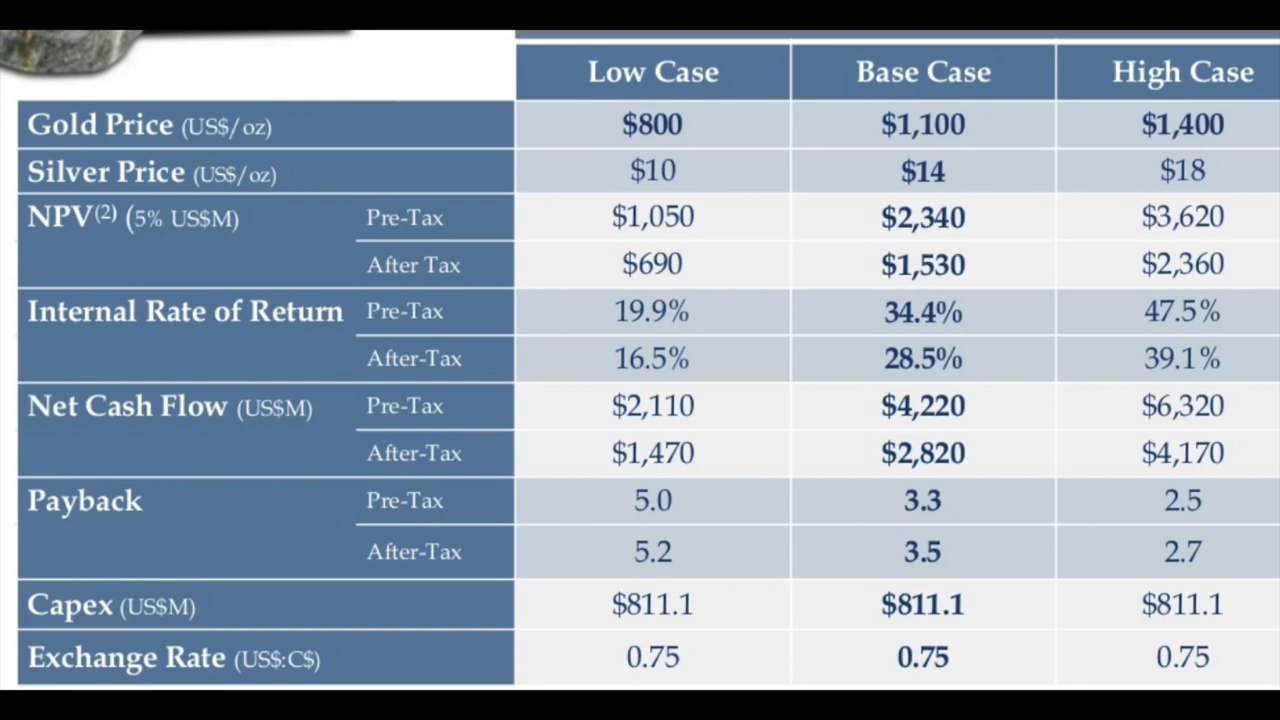 Low Case Base Case High Case
Gold Price (US$/oz) $800 $1,100 $1,400
Silver Price (US$/oz) $10 $14 $18
NPV(2) (5% US$M) Pre-Tax $1,050 $2,340 $3,620
After Tax $690 $1,530 $2,360
Internal Rate of Return Pre-Tax 19.9% 34.4% 47.5%
After-Tax 16.5% 28.5% 39.1%
Net Cash Flow (US$M) Pre-Tax $2,110 $4,220 $6,320
After-Tax $1,470 $2,820 $4,170
Payback Pre-Tax 5.0 3.3 2.5
After-Tax 5.2 3.5 2.7
Capex (US$M) $811.1 $811.1 $811.1
Exchange Rate (US$:C$) 0.75 0.75 0.75